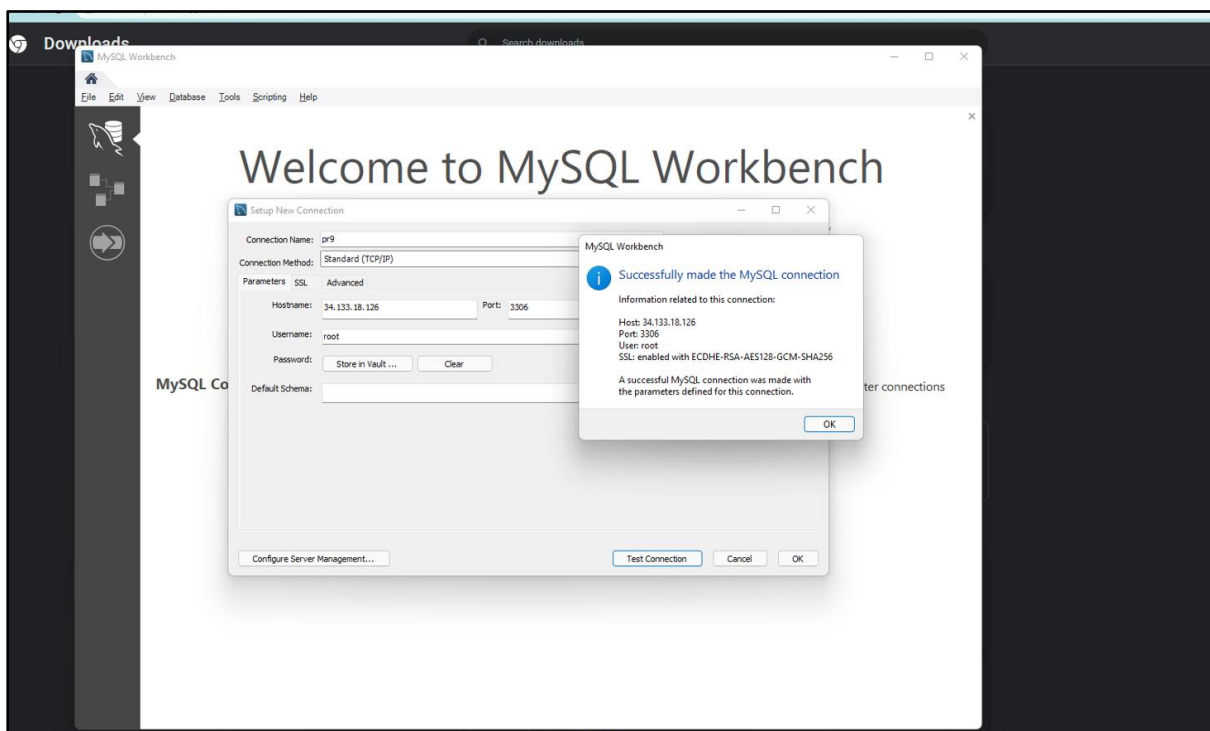 Downloads
Search downloads
MySQL Workbench
File Edit View Database Tools Scripting Help
Welcome to MySQL Workbench
Setup New Connection
Connection Name: pr9
Connection Method: Standard (TCP/IP)
Parameters SSL Advanced
Hostname: 34.133.18.126 Port: 3306
Username: root
Password: Store in Vault ... Clear
Default Schema:
MySQL Workbench
Successfully made the MySQL connection
Information related to this connection:
Host: 34.133.18.126
Port: 3306
User: root
SSL: enabled with ECDHE-RSA-AES128-GCM-SHA256
A successful MySQL connection was made with
the parameters defined for this connection.
OK
MySQL Co
ter connections
Configure Server Management... Test Connection Cancel OK